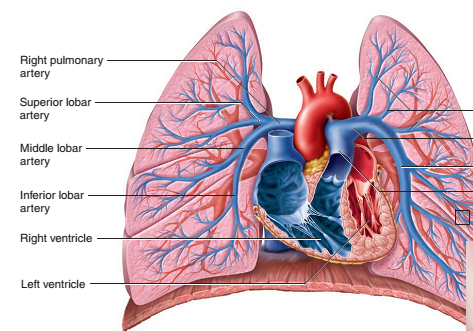 Right pulmonary
artery
Superior lobar
artery
Middle lobar
artery
Inferior lobar
artery
Right ventricle
Left ventricle